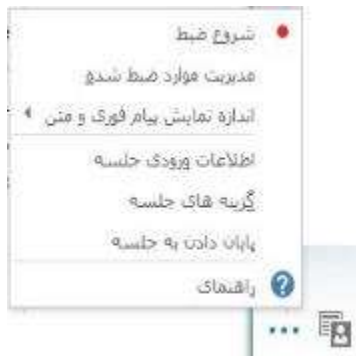 شروع ضبط
مدیریت موارد ضبط شده
اندازه نمایش پیام فوری و متن
اطلاعات ورودی جلسه
گزینه های جلسه
پایان دادن به جلسه
راهنمای